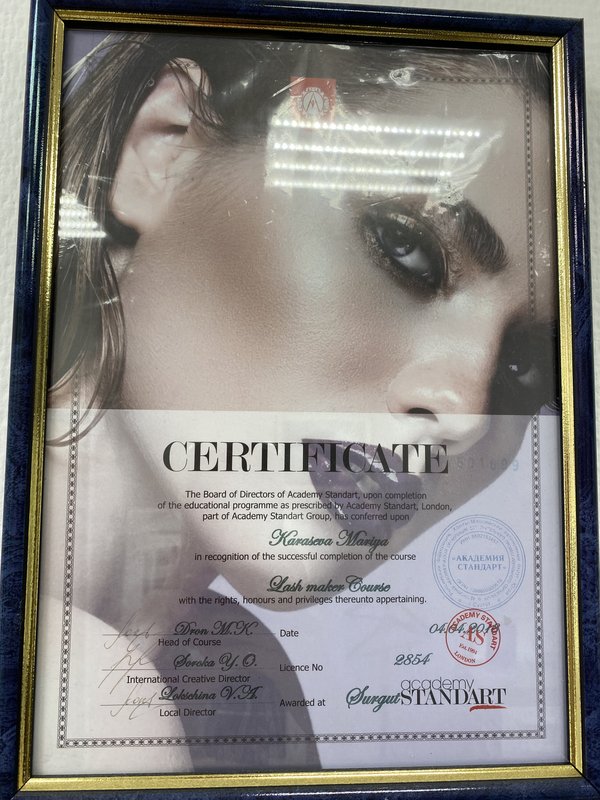 CERTIFICATE
The Board of Directors of Academy Standart, upon completion
of the educational programme as prescribed by Academy Standart, London,
part of Academy Standart Group, has conferred upon
Karaseva Mariya
in recognition of the successful completion of the course
Lash maker Course
with the rights, honours and privileges thereunto appertaining.
«АКАДЕМИЯ
СТАНДАРТ»
Dron M.K.
Head of Course
Date
Soroka Y. O.
International Creative Director
Licence No
2854
Lokschina V.A.
Local Director
Awarded at
Surgut
academy
STANDART
ACADEMY STANDART
AS
Est.1991
LONDON